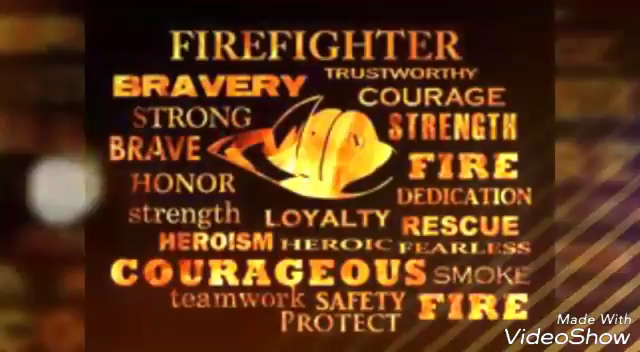 FIREFIGHTER
BRAVERY TRUSTWORTHY
COURAGE
STRONG STRENGTH
BRAVE FIRE
HONOR DEDICATION
strength LOYALTY RESCUE
HEROISM HEROIC FEARLESS
COURAGEOUS SMOKE
teamwork SAFETY FIRE
PROTECT
Made With
VideoShow